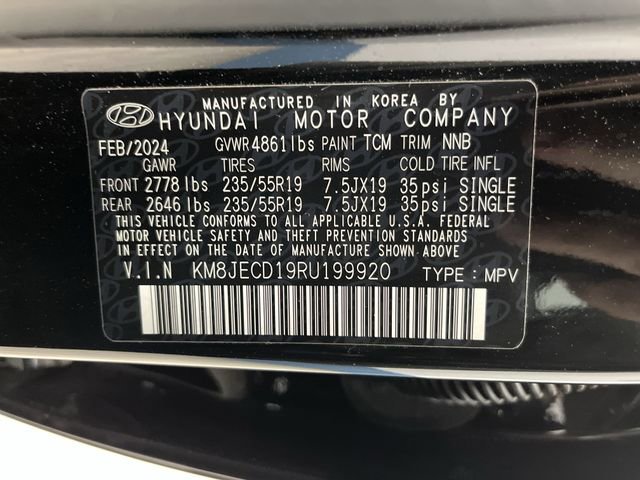 MANUFACTURED IN KOREA BY
HYUNDAI MOTOR COMPANY
FEB/2024 GVWR 4861lbs PAINT TCM TRIM NNB
GAWR TIRES RIMS COLD TIRE INFL
FRONT 2778 lbs 235/55R19 7.5JX19 35psi SINGLE
REAR 2646 lbs 235/55R19 7.5JX19 35psi SINGLE
THIS VEHICLE CONFORMS TO ALL APPLICABLE U.S.A. FEDERAL
MOTOR VEHICLE SAFETY AND THEFT PREVENTION STANDARDS
IN EFFECT ON THE DATE OF MANUFACTURE SHOWN ABOVE.
V.I.N KM8JECD19RU199920 TYPE : MPV